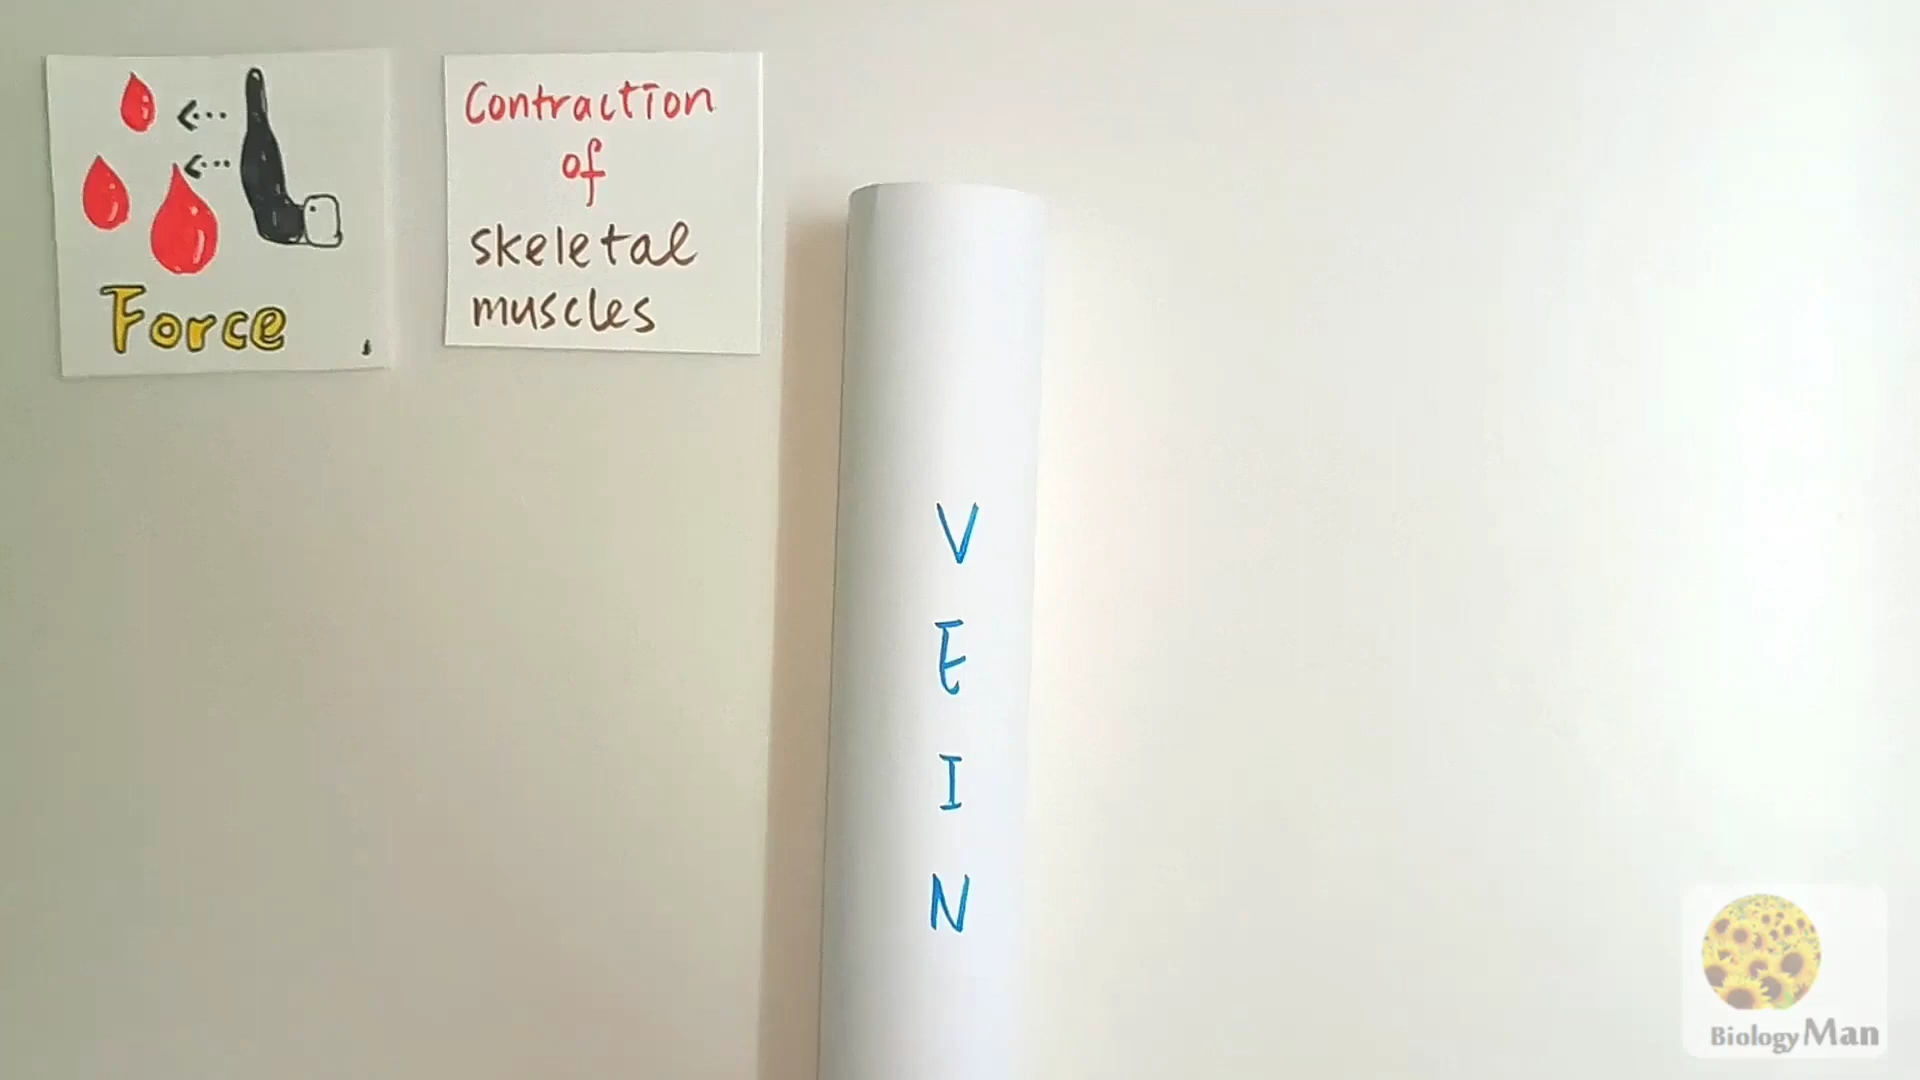 Force
Contraction
of
skeletal
muscles
V
E
I
N
Biology Man